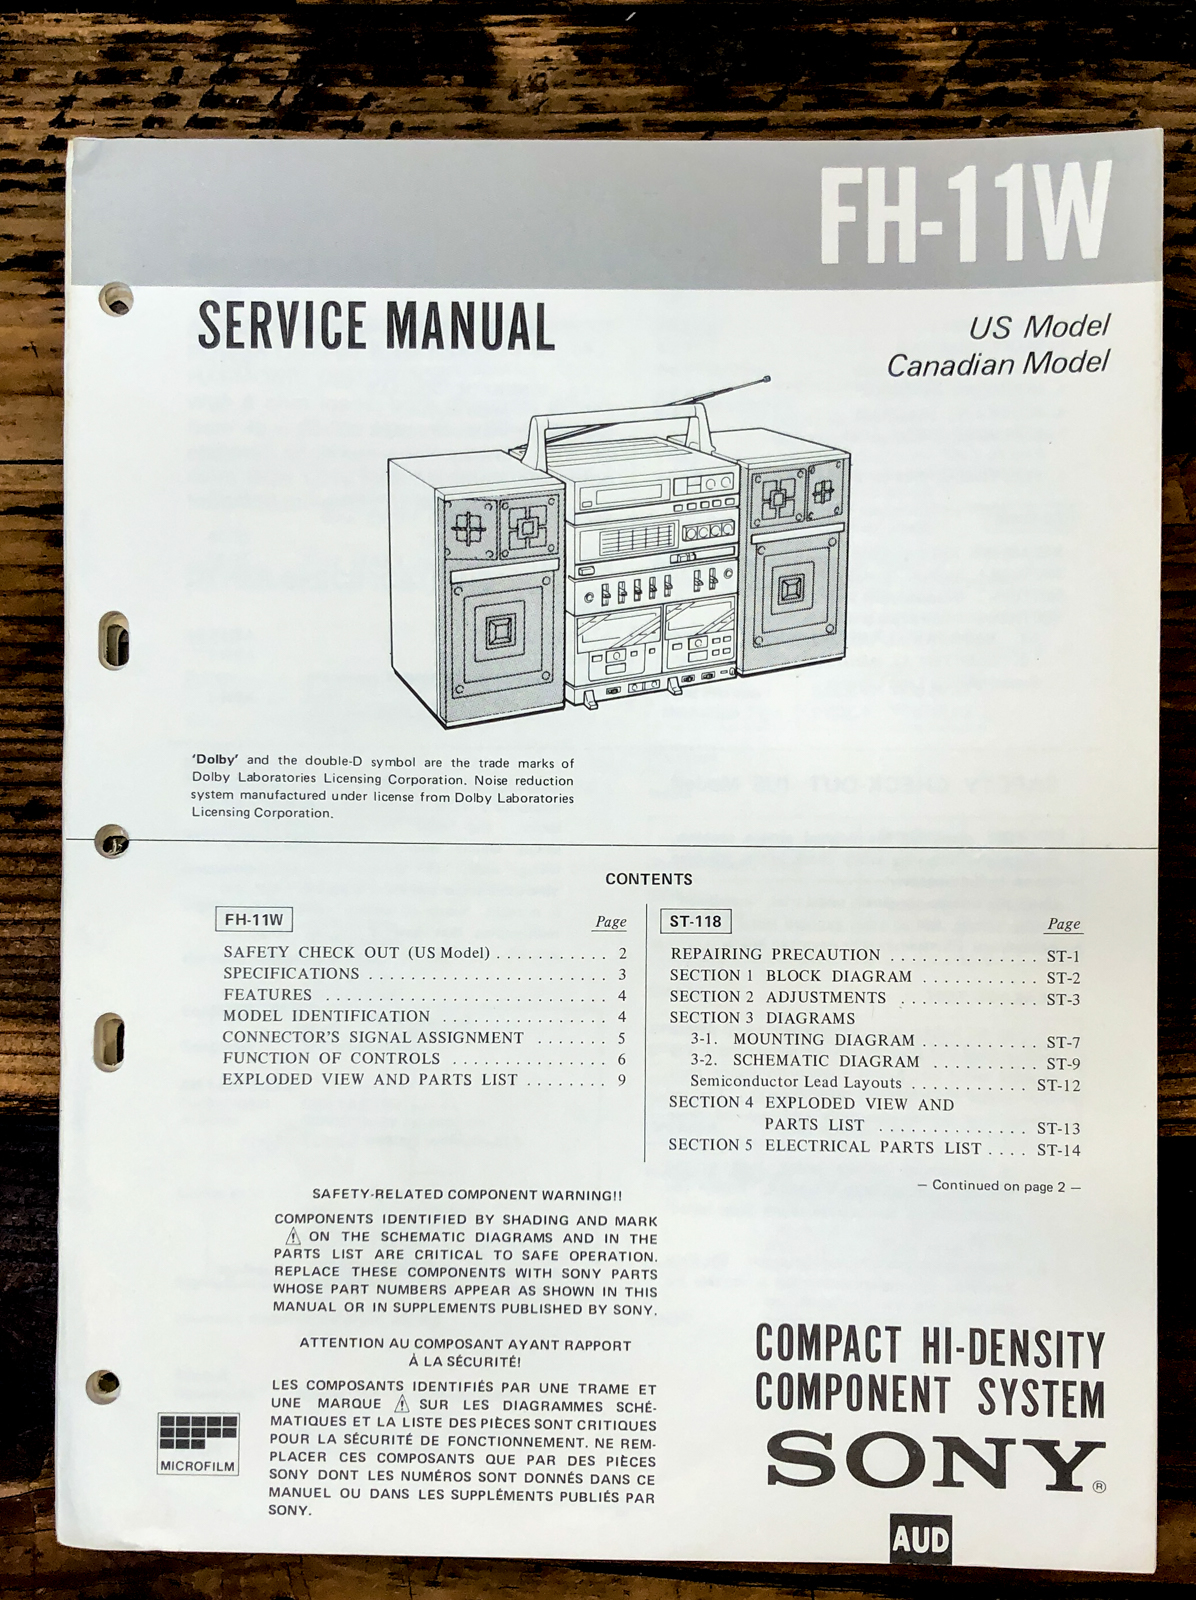 FH-11W
SERVICE MANUAL
US Model
Canadian Model
'Dolby' and the double-D symbol are the trade marks of
Dolby Laboratories Licensing Corporation. Noise reduction
system manufactured under license from Dolby Laboratories
Licensing Corporation.
CONTENTS
FH-11W
Page
SAFETY CHECK OUT (US Model) . . . . . . . . . . . 2
SPECIFICATIONS . . . . . . . . . . . . . . . . . . . . . . . . 3
FEATURES . . . . . . . . . . . . . . . . . . . . . . . . . . . . 4
MODEL IDENTIFICATION . . . . . . . . . . . . . . . . . 4
CONNECTOR'S SIGNAL ASSIGNMENT . . . . . . . 5
FUNCTION OF CONTROLS . . . . . . . . . . . . . . . . 6
EXPLODED VIEW AND PARTS LIST . . . . . . . . 9
ST-118
Page
REPAIRING PRECAUTION . . . . . . . . . . . . . . . ST-1
SECTION 1 BLOCK DIAGRAM . . . . . . . . . . . . ST-2
SECTION 2 ADJUSTMENTS . . . . . . . . . . . . . . ST-3
SECTION 3 DIAGRAMS
3-1. MOUNTING DIAGRAM . . . . . . . . . . . . ST-7
3-2. SCHEMATIC DIAGRAM . . . . . . . . . . . ST-9
Semiconductor Lead Layouts . . . . . . . . . . . . ST-12
SECTION 4 EXPLODED VIEW AND
PARTS LIST . . . . . . . . . . . . . . . ST-13
SECTION 5 ELECTRICAL PARTS LIST . . . . ST-14
— Continued on page 2 —
SAFETY-RELATED COMPONENT WARNING!!
COMPONENTS IDENTIFIED BY SHADING AND MARK
⚠ ON THE SCHEMATIC DIAGRAMS AND IN THE
PARTS LIST ARE CRITICAL TO SAFE OPERATION.
REPLACE THESE COMPONENTS WITH SONY PARTS
WHOSE PART NUMBERS APPEAR AS SHOWN IN THIS
MANUAL OR IN SUPPLEMENTS PUBLISHED BY SONY.
ATTENTION AU COMPOSANT AYANT RAPPORT
À LA SÉCURITÉ!
LES COMPOSANTS IDENTIFIÉS PAR UNE TRAME ET
UNE MARQUE ⚠ SUR LES DIAGRAMMES SCHÉ-
MATIQUES ET LA LISTE DES PIÈCES SONT CRITIQUES
POUR LA SÉCURITÉ DE FONCTIONNEMENT. NE REM-
PLACER CES COMPOSANTS QUE PAR DES PIÈCES
SONY DONT LES NUMÉROS SONT DONNÉS DANS CE
MANUEL OU DANS LES SUPPLÉMENTS PUBLIÉS PAR
SONY.
MICROFILM
COMPACT HI-DENSITY
COMPONENT SYSTEM
SONY®
AUD